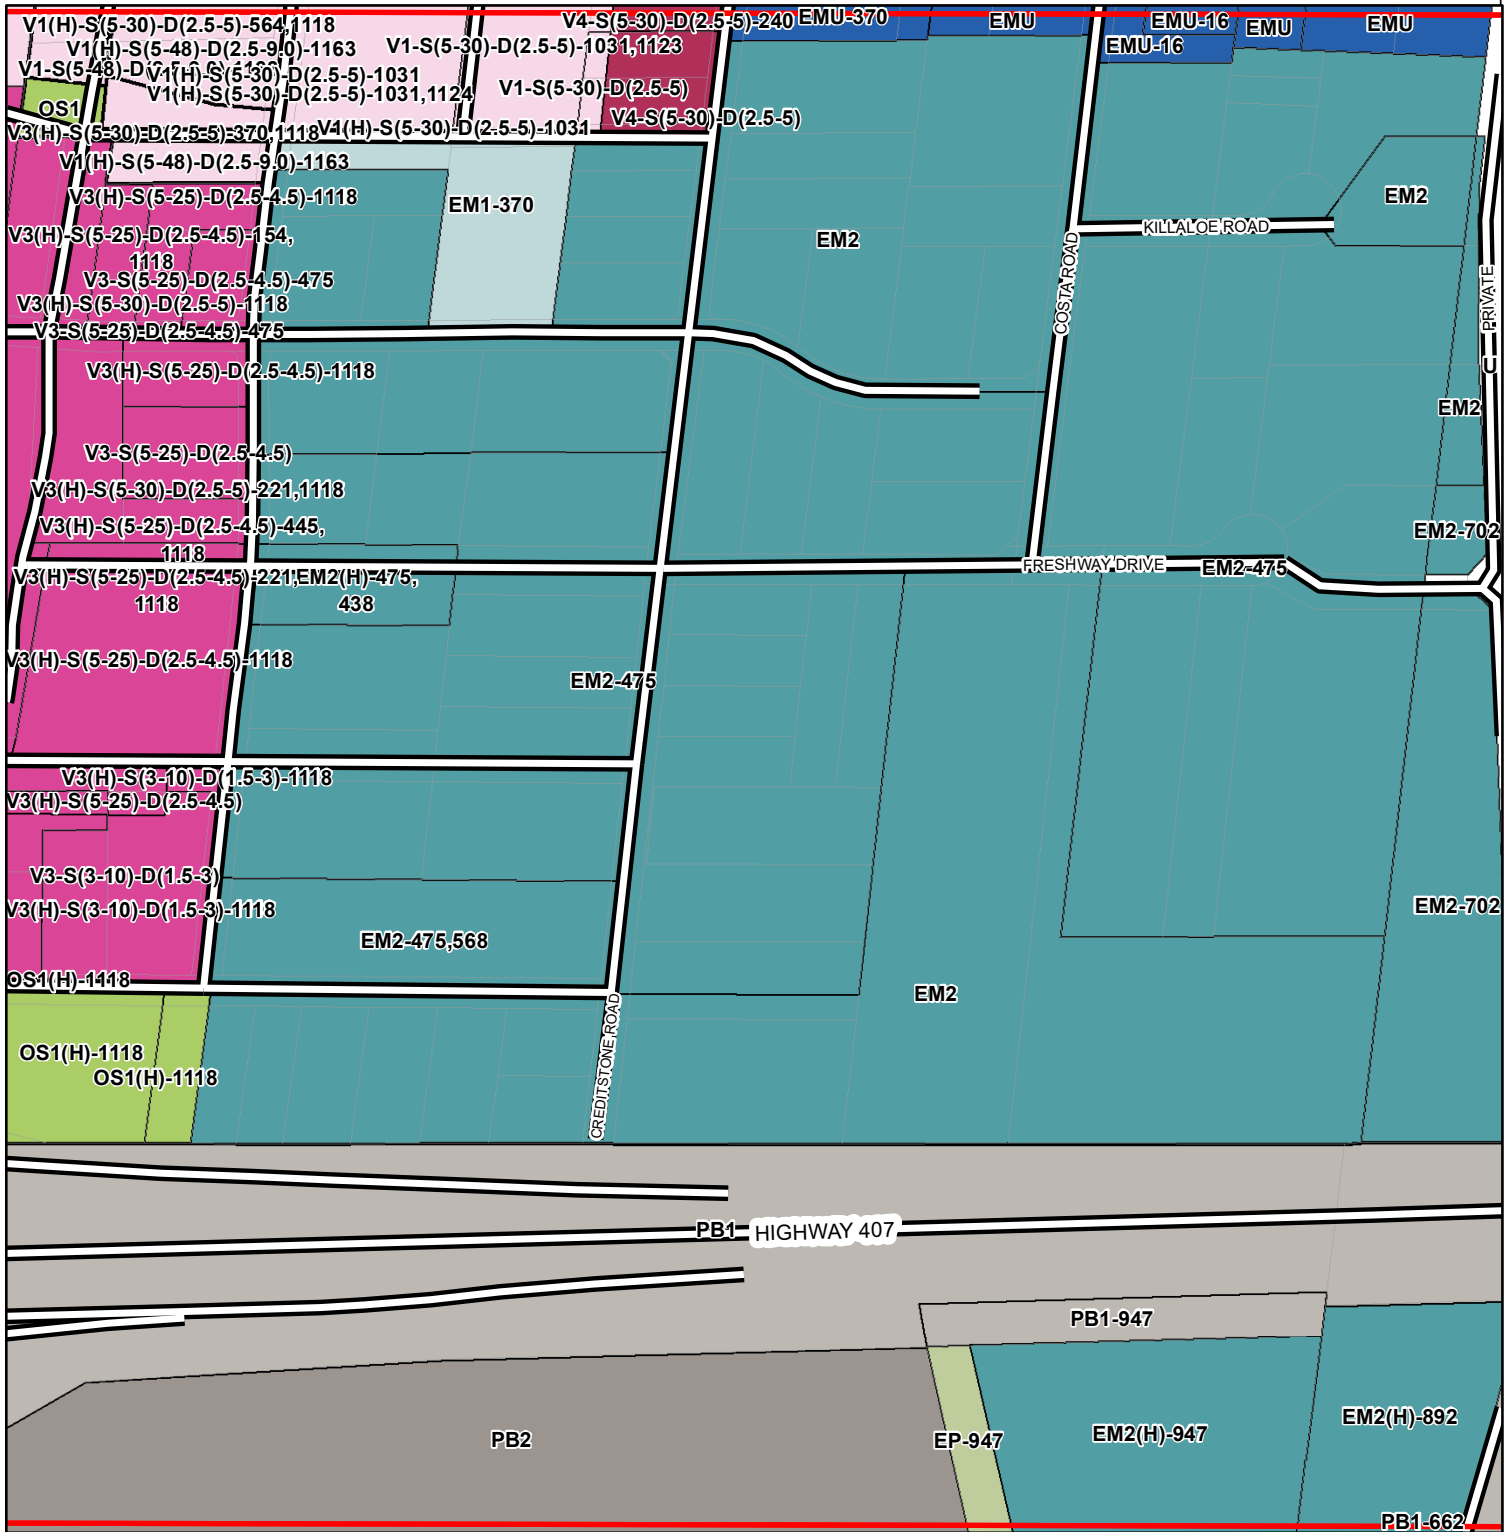 V1(H)-S(5-30)-D(2.5-5)-564,1118
V4-S(5-30)-D(2.5-5)-240
EMU-370
EMU
EMU-16
EMU
EMU
V1(H)-S(5-48)-D(2.5-9.0)-1163
V1-S(5-30)-D(2.5-5)-1031,1123
EMU-16
V1(H)-S(5-30)-D(2.5-5)-1031
V1(H)-S(5-30)-D(2.5-5)-1031,1124
V1-S(5-30)-D(2.5-5)
OS1
V4-S(5-30)-D(2.5-5)
V3(H)-S(5-30)-D(2.5-5)-370,1118
V1(H)-S(5-30)-D(2.5-5)-1031
V1(H)-S(5-48)-D(2.5-9.0)-1163
V3(H)-S(5-25)-D(2.5-4.5)-1118
EM1-370
EM2
KILLALOE ROAD
V3(H)-S(5-25)-D(2.5-4.5)-154,
1118
EM2
COSTA ROAD
PRIVATE
V3-S(5-25)-D(2.5-4.5)-475
V3(H)-S(5-30)-D(2.5-5)-1118
V3-S(5-25)-D(2.5-4.5)-475
U
V3(H)-S(5-25)-D(2.5-4.5)-1118
EM2
V3-S(5-25)-D(2.5-4.5)
V3(H)-S(5-30)-D(2.5-5)-221,1118
V3(H)-S(5-25)-D(2.5-4.5)-445,
1118
EM2-702
FRESHWAY DRIVE
EM2-475
V3(H)-S(5-25)-D(2.5-4.5)-221,
1118
EM2(H)-475,
438
V3(H)-S(5-25)-D(2.5-4.5)-1118
EM2-475
V3(H)-S(3-10)-D(1.5-3)-1118
V3(H)-S(5-25)-D(2.5-4.5)
V3-S(3-10)-D(1.5-3)
V3(H)-S(3-10)-D(1.5-3)-1118
EM2-702
EM2-475,568
OS1(H)-1118
EM2
CREDITSTONE ROAD
OS1(H)-1118
OS1(H)-1118
PB1
HIGHWAY 407
PB1-947
EM2(H)-892
PB2
EP-947
EM2(H)-947
PB1-662